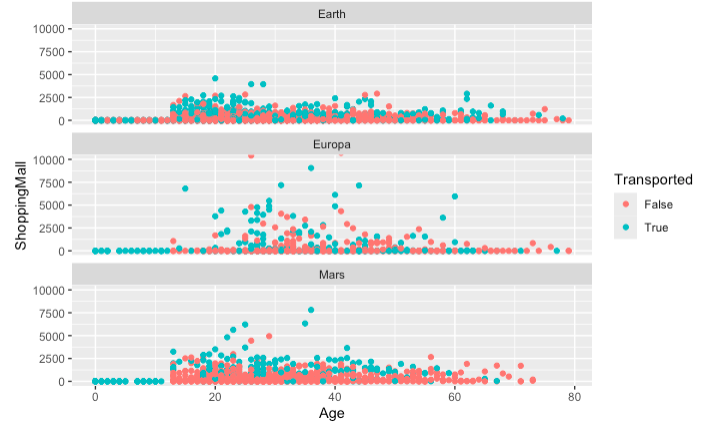 Earth
10000
7500
5000
2500
0
Europa
10000
7500
5000
2500
0
Mars
10000
7500
5000
2500
0
0 20 40 60 80
Age
ShoppingMall
Transported
False
True